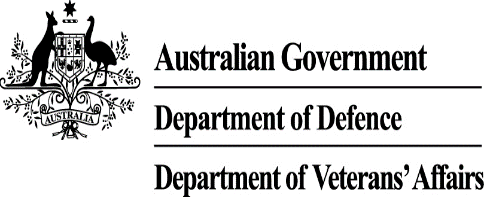 Australian Government
Department of Defence
Department of Veterans' Affairs
AUSTRALIA